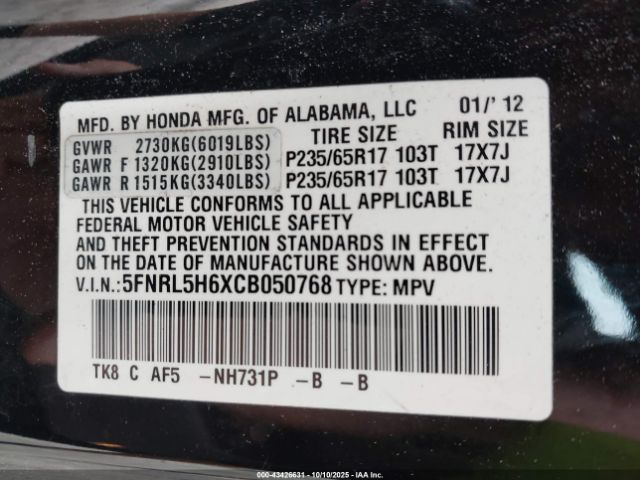 MFD. BY HONDA MFG. OF ALABAMA, LLC 01/' 12
GVWR 2730KG(6019LBS) TIRE SIZE RIM SIZE
GAWR F 1320KG(2910LBS) P235/65R17 103T 17X7J
GAWR R 1515KG(3340LBS) P235/65R17 103T 17X7J
THIS VEHICLE CONFORMS TO ALL APPLICABLE
FEDERAL MOTOR VEHICLE SAFETY
AND THEFT PREVENTION STANDARDS IN EFFECT
ON THE DATE OF MANUFACTURE SHOWN ABOVE.
V.I.N.:5FNRL5H6XCB050768 TYPE: MPV
TK8 C AF5 -NH731P -B -B
000-43426631 - 10/10/2025 - IAA Inc.